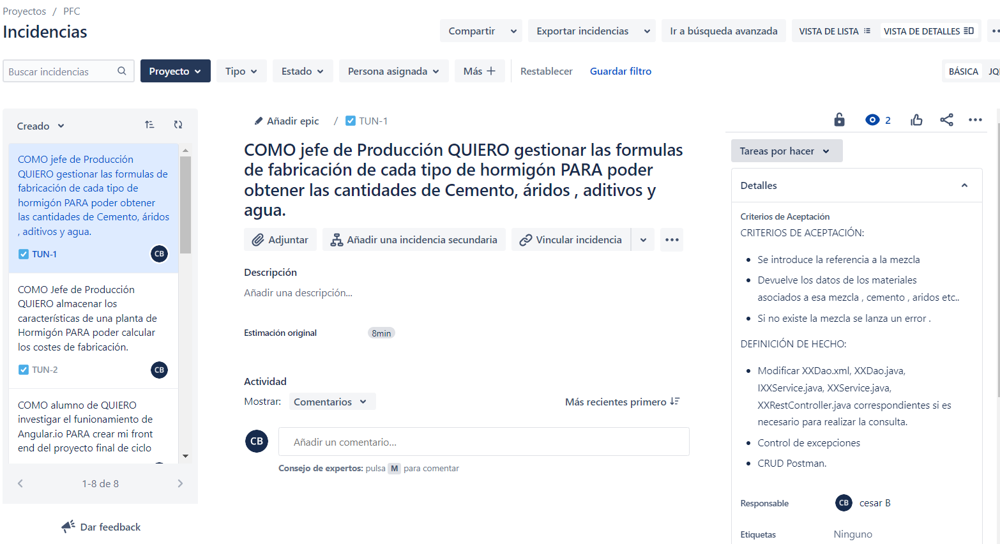 Proyectos / PFC
Incidencias
Compartir
Exportar incidencias
Ir a búsqueda avanzada
VISTA DE LISTA
VISTA DE DETALLES
Buscar incidencias
Proyecto
Tipo
Estado
Persona asignada
Más
Restablecer
Guardar filtro
BÁSICA
Creado
COMO jefe de Producción
QUIERO gestionar las formulas de
fabricación de cada tipo de
hormigón PARA poder obtener
las cantidades de Cemento, áridos
, aditivos y agua.
TUN-1
CB
COMO Jefe de Producción
QUIERO almacenar los
características de una planta de
Hormigón PARA poder calcular
los costes de fabricación.
TUN-2
CB
COMO alumno de QUIERO
investigar el funionamiento de
Angular.io PARA crear mi front
end del proyecto final de ciclo
1-8 de 8
Dar feedback
Añadir epic / TUN-1
COMO jefe de Producción QUIERO gestionar las formulas
de fabricación de cada tipo de hormigón PARA poder
obtener las cantidades de Cemento, áridos , aditivos y
agua.
Adjuntar
Añadir una incidencia secundaria
Vincular incidencia
Descripción
Añadir una descripción...
Estimación original
8min
Actividad
Mostrar:
Comentarios
Más recientes primero
CB
Añadir un comentario...
Consejo de expertos: pulsa M para comentar
2
Tareas por hacer
Detalles
Criterios de Aceptación
CRITERIOS DE ACEPTACIÓN:
Se introduce la referencia a la mezcla
Devuelve los datos de los materiales
asociados a esa mezcla , cemento , aridos etc..
Si no existe la mezcla se lanza un error .
DEFINICIÓN DE HECHO:
Modificar XXDao.xml, XXDao.java,
IXXService.java, XXService.java,
XXRestController.java correspondientes si es
necesario para realizar la consulta.
Control de excepciones
CRUD Postman.
Responsable
CB
cesar B
Etiquetas
Ninguno